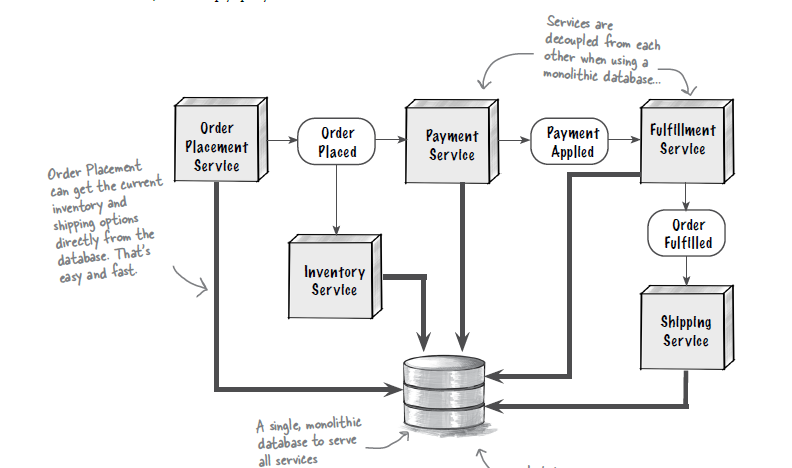 Services are
decoupled from each
other when using a
monolithic database...
Order
Placement
Service
Order
Placed
Payment
Service
Payment
Applied
Fulfillment
Service
Order Placement
can get the current
inventory and
shipping options
directly from the
database. That's
easy and fast.
Order
Fulfilled
Inventory
Service
Shipping
Service
A single, monolithic
database to serve
all services